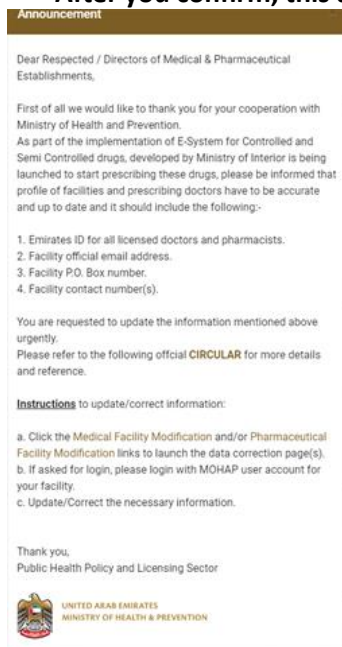 After you confirm, this
Announcement
Dear Respected / Directors of Medical & Pharmaceutical
Establishments,
First of all we would like to thank you for your cooperation with
Ministry of Health and Prevention.
As part of the implementation of E-System for Controlled and
Semi Controlled drugs, developed by Ministry of Interior is being
launched to start prescribing these drugs, please be informed that
profile of facilities and prescribing doctors have to be accurate
and up to date and it should include the following:-
1. Emirates ID for all licensed doctors and pharmacists.
2. Facility official email address.
3. Facility P.O. Box number.
4. Facility contact number(s).
You are requested to update the information mentioned above
urgently.
Please refer to the following offcial CIRCULAR for more details
and reference.
Instructions to update/correct information:
a. Click the Medical Facility Modification and/or Pharmaceutical
Facility Modification links to launch the data correction page(s).
b. If asked for login, please login with MOHAP user account for
your facility.
c. Update/Correct the necessary information.
Thank you,
Public Health Policy and Licensing Sector
UNITED ARAB EMIRATES
MINISTRY OF HEALTH & PREVENTION